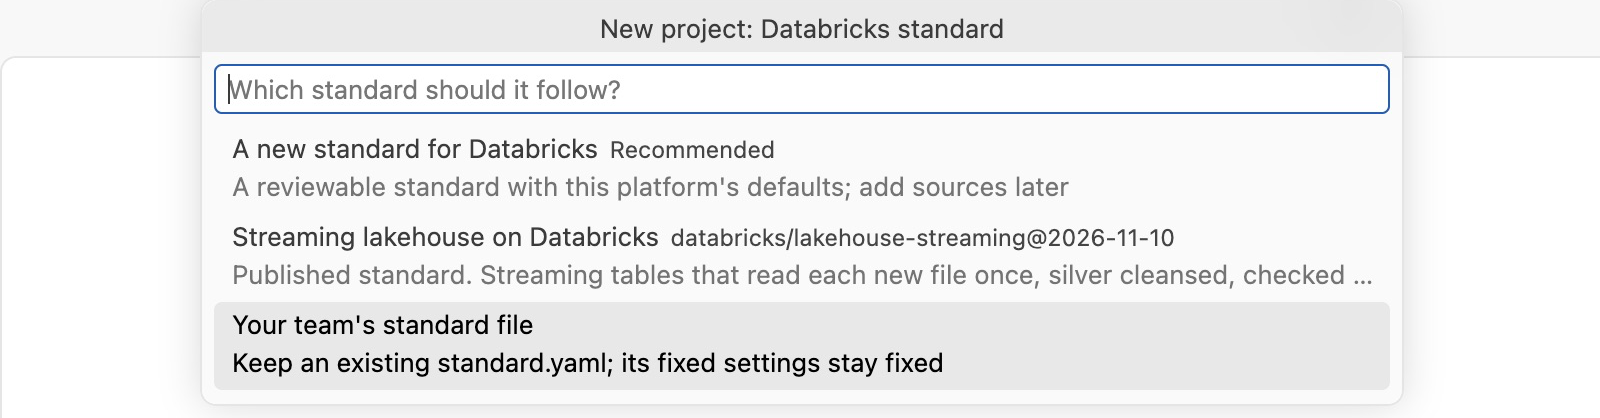 New project: Databricks standard
Which standard should it follow?
A new standard for Databricks Recommended
A reviewable standard with this platform's defaults; add sources later
Streaming lakehouse on Databricks databricks/lakehouse-streaming@2026-11-10
Published standard. Streaming tables that read each new file once, silver cleansed, checked ...
Your team's standard file
Keep an existing standard.yaml; its fixed settings stay fixed